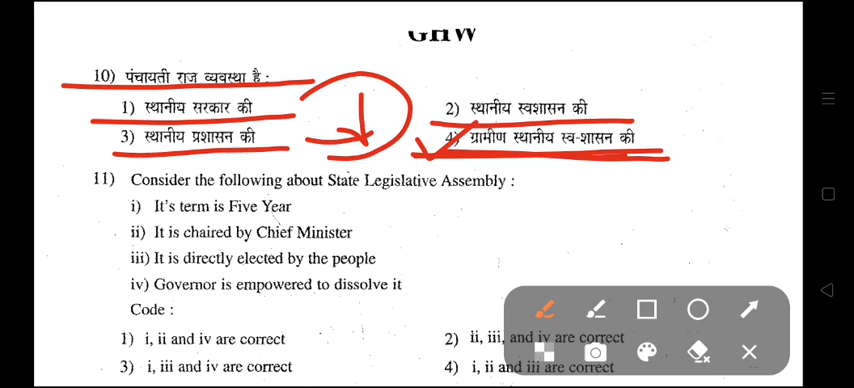 10) पंचायती राज व्यवस्था है :
1) स्थानीय सरकार की 2) स्थानीय स्वशासन की
3) स्थानीय प्रशासन की 4) ग्रामीण स्थानीय स्व-शासन की
11) Consider the following about State Legislative Assembly :
i) It's term is Five Year
ii) It is chaired by Chief Minister
iii) It is directly elected by the people
iv) Governor is empowered to dissolve it
Code :
1) i, ii and iv are correct 2) ii, iii, and iv are correct
3) i, iii and iv are correct 4) i, ii and iii are correct